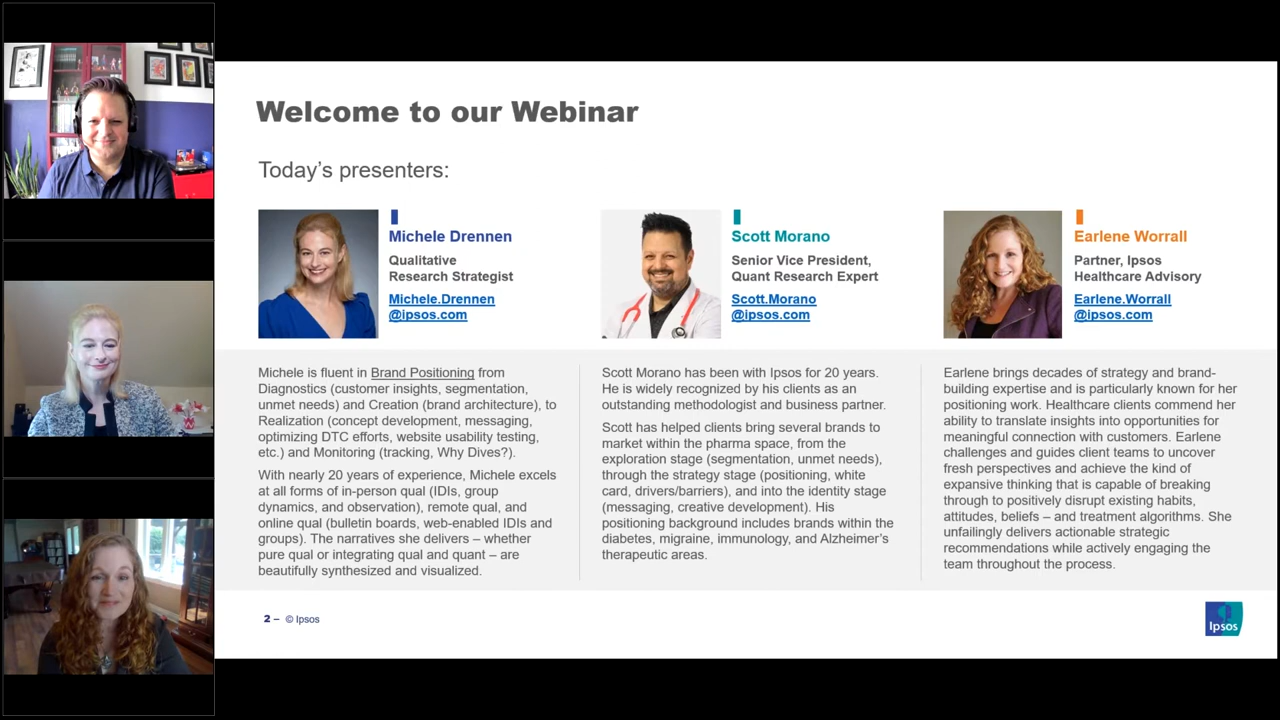 Welcome to our Webinar
Today's presenters:
Michele Drennen
Qualitative
Research Strategist
Michele.Drennen
@ipsos.com
Scott Morano
Senior Vice President,
Quant Research Expert
Scott.Morano
@ipsos.com
Earlene Worrall
Partner, Ipsos
Healthcare Advisory
Earlene.Worrall
@ipsos.com
Michele is fluent in Brand Positioning from
Diagnostics (customer insights, segmentation,
unmet needs) and Creation (brand architecture), to
Realization (concept development, messaging,
optimizing DTC efforts, website usability testing,
etc.) and Monitoring (tracking, Why Dives?).
With nearly 20 years of experience, Michele excels
at all forms of in-person qual (IDIs, group
dynamics, and observation), remote qual, and
online qual (bulletin boards, web-enabled IDIs and
groups). The narratives she delivers – whether
pure qual or integrating qual and quant – are
beautifully synthesized and visualized.
Scott Morano has been with Ipsos for 20 years.
He is widely recognized by his clients as an
outstanding methodologist and business partner.
Scott has helped clients bring several brands to
market within the pharma space, from the
exploration stage (segmentation, unmet needs),
through the strategy stage (positioning, white
card, drivers/barriers), and into the identity stage
(messaging, creative development). His
positioning background includes brands within the
diabetes, migraine, immunology, and Alzheimer's
therapeutic areas.
Earlene brings decades of strategy and brand-
building expertise and is particularly known for her
positioning work. Healthcare clients commend her
ability to translate insights into opportunities for
meaningful connection with customers. Earlene
challenges and guides client teams to uncover
fresh perspectives and achieve the kind of
expansive thinking that is capable of breaking
through to positively disrupt existing habits,
attitudes, beliefs – and treatment algorithms. She
unfailingly delivers actionable strategic
recommendations while actively engaging the
team throughout the process.
2 – © Ipsos
Ipsos